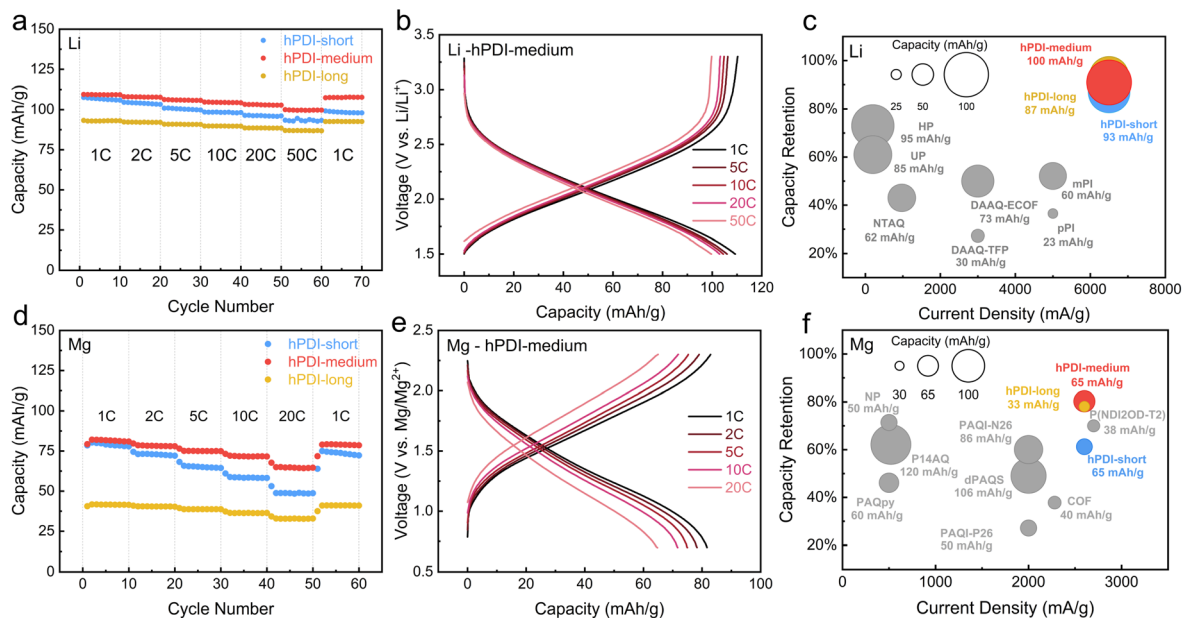 a
150
125
100
75
50
25
0
Capacity (mAh/g)
Li
hPDI-short
hPDI-medium
hPDI-long
1C 2C 5C 10C 20C 50C 1C
0 10 20 30 40 50 60 70
Cycle Number
b
3.5
3.0
2.5
2.0
1.5
Voltage (V vs. Li/Li⁺)
Li -hPDI-medium
1C
5C
10C
20C
50C
0 20 40 60 80 100 120
Capacity (mAh/g)
c
100%
80%
60%
40%
20%
Capacity Retention
Li
Capacity (mAh/g)
25 50 100
hPDI-medium
100 mAh/g
hPDI-long
87 mAh/g
hPDI-short
93 mAh/g
HP
95 mAh/g
UP
85 mAh/g
NTAQ
62 mAh/g
DAAQ-ECOF
73 mAh/g
DAAQ-TFP
30 mAh/g
mPI
60 mAh/g
pPI
23 mAh/g
0 2000 4000 6000 8000
Current Density (mA/g)
d
150
125
100
75
50
25
0
Capacity (mAh/g)
Mg
hPDI-short
hPDI-medium
hPDI-long
1C 2C 5C 10C 20C 1C
0 10 20 30 40 50 60
Cycle Number
e
2.5
2.0
1.5
1.0
0.5
Voltage (V vs. Mg/Mg²⁺)
Mg - hPDI-medium
1C
2C
5C
10C
20C
0 20 40 60 80 100
Capacity (mAh/g)
f
100%
80%
60%
40%
20%
Capacity Retention
Mg
Capacity (mAh/g)
30 65 100
hPDI-medium
65 mAh/g
hPDI-long
33 mAh/g
P(NDI2OD-T2)
38 mAh/g
hPDI-short
65 mAh/g
NP
50 mAh/g
P14AQ
120 mAh/g
PAQpy
60 mAh/g
PAQI-N26
86 mAh/g
dPAQS
106 mAh/g
COF
40 mAh/g
PAQI-P26
50 mAh/g
0 1000 2000 3000
Current Density (mA/g)